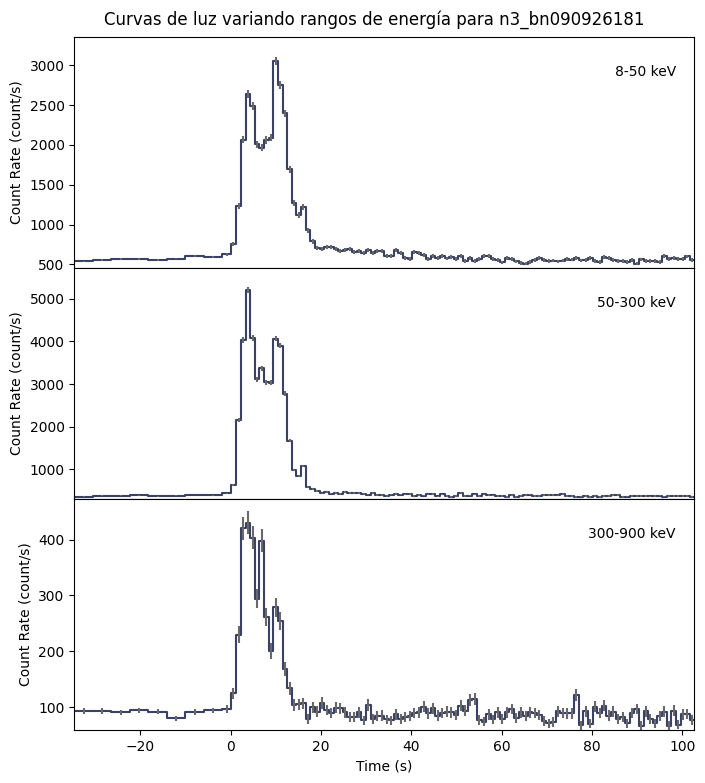 Curvas de luz variando rangos de energía para n3_bn090926181
Count Rate (count/s)
3000
2500
2000
1500
1000
500
8-50 keV
Count Rate (count/s)
5000
4000
3000
2000
1000
50-300 keV
Count Rate (count/s)
400
300
200
100
300-900 keV
−20 0 20 40 60 80 100
Time (s)